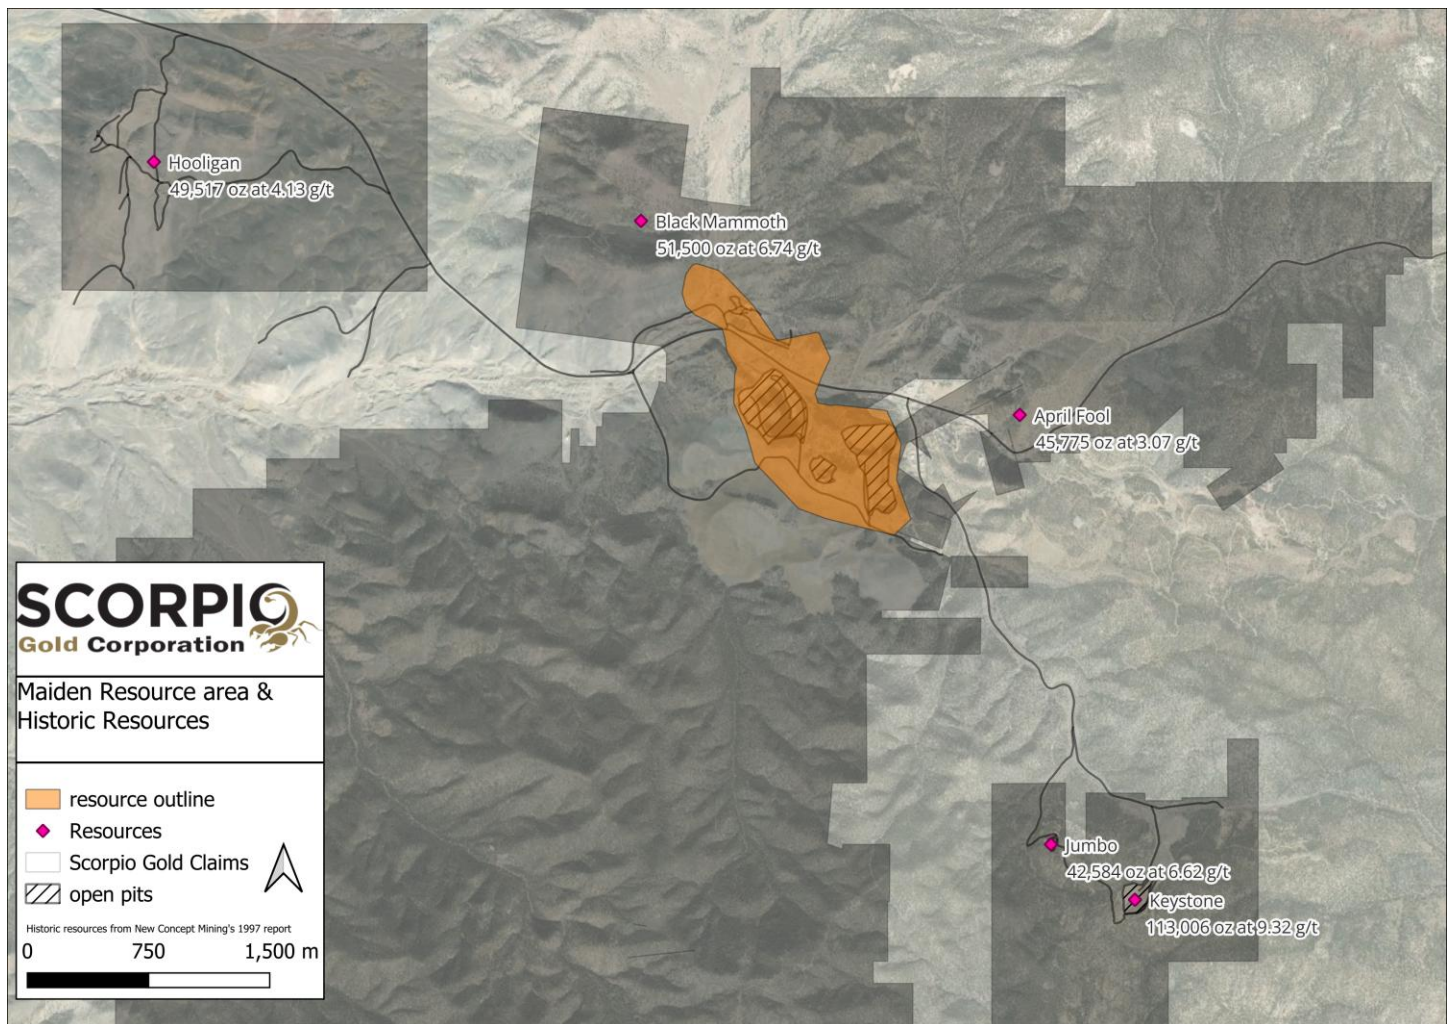 Hooligan
49,517 oz at 4.13 g/t
Black Mammoth
51,500 oz at 6.74 g/t
April Fool
45,775 oz at 3.07 g/t
SCORPIO
Gold Corporation
Maiden Resource area &
Historic Resources
resource outline
Resources
Scorpio Gold Claims
open pits
Historic resources from New Concept Mining's 1997 report
0 750 1,500 m
Jumbo
42,584 oz at 6.62 g/t
Keystone
113,006 oz at 9.32 g/t